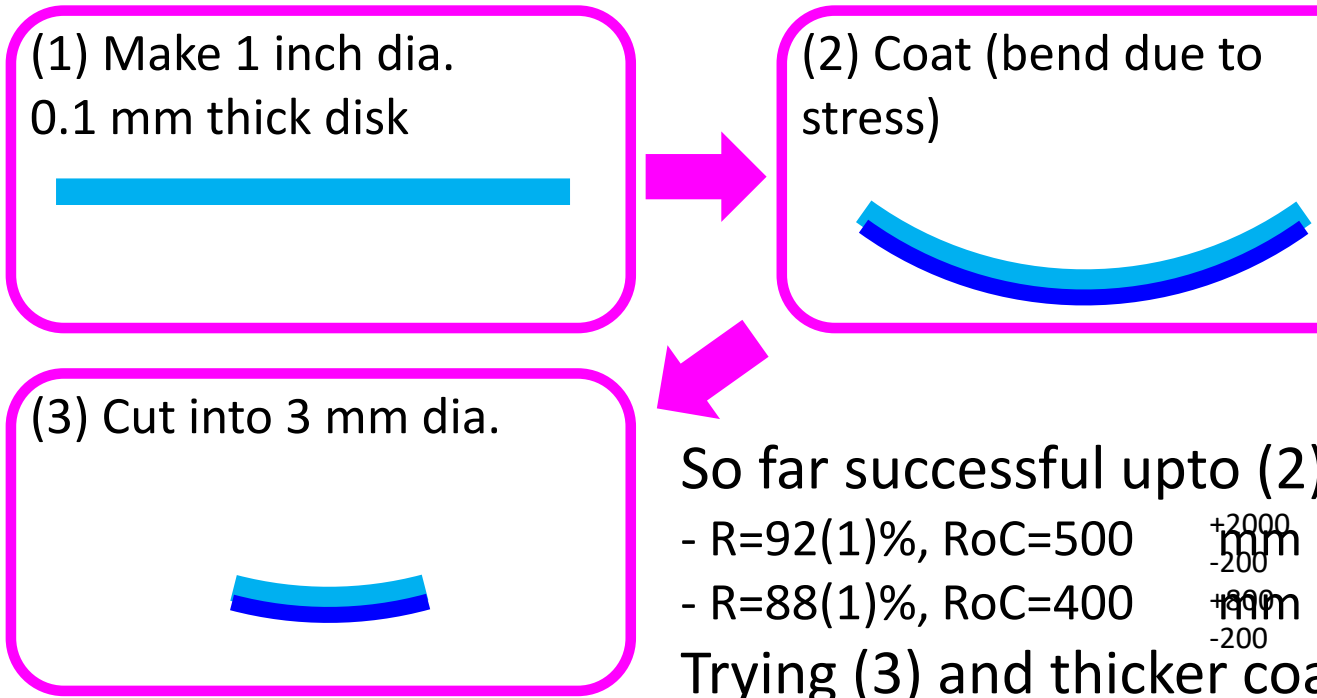 (1) Make 1 inch dia.
0.1 mm thick disk
(2) Coat (bend due to
stress)
(3) Cut into 3 mm dia.
So far successful upto (2)
- R=92(1)%, RoC=500 +2000 -200 mm
- R=88(1)%, RoC=400 +800 -200 mm
Trying (3) and thicker